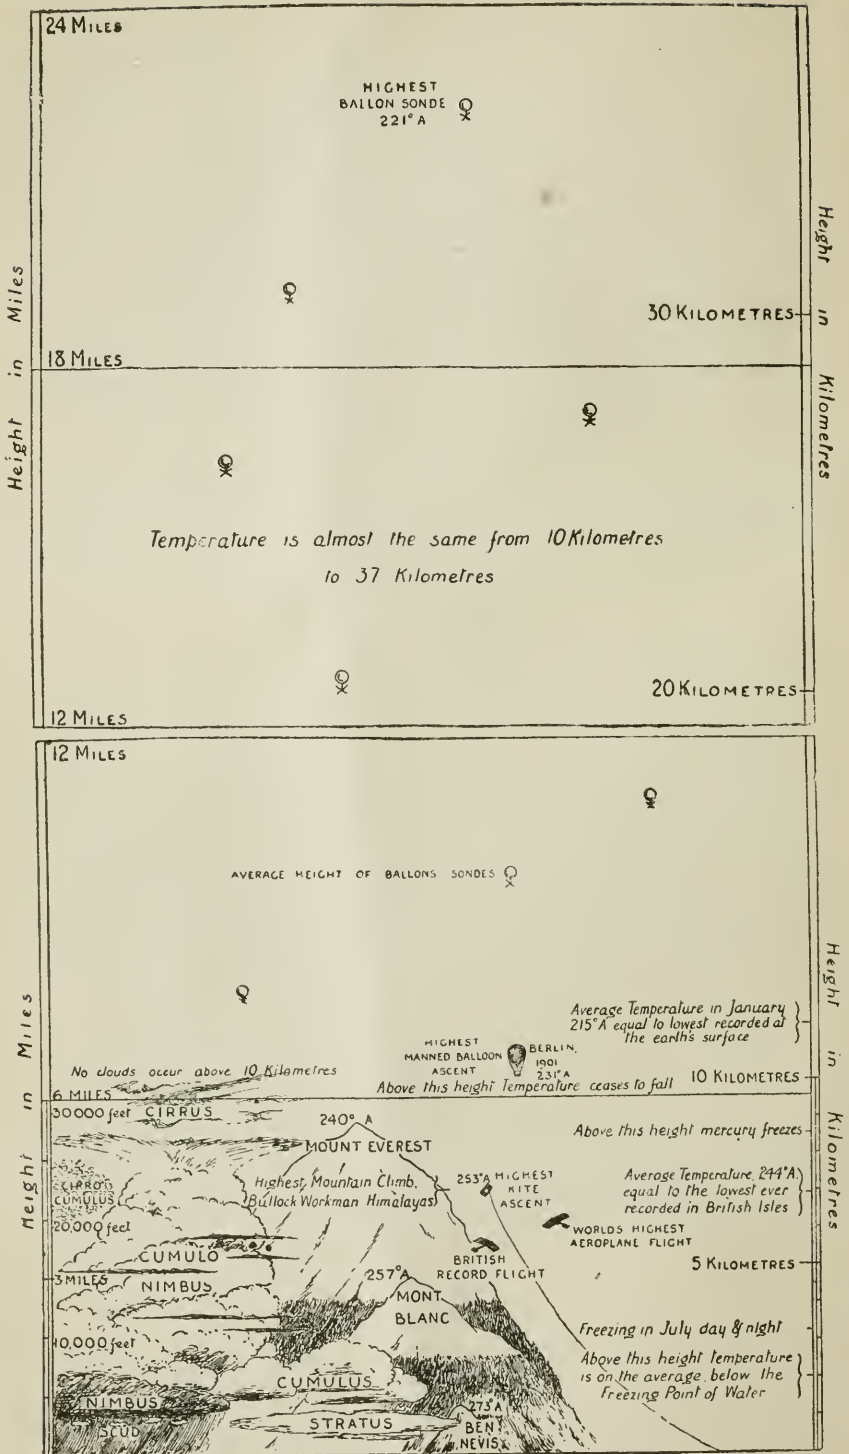 24 MILES
HIGHEST
BALLON SONDE
221° A
Height in Miles
Height in Kilometres
30 KILOMETRES
18 MILES
Temperature is almost the same from 10 Kilometres
to 37 Kilometres
20 KILOMETRES
12 MILES
12 MILES
AVERAGE HEIGHT OF BALLONS SONDES
Height in Miles
Height in Kilometres
Average Temperature in January
215°A equal to lowest recorded at
the earth's surface
HIGHEST
MANNED BALLOON
ASCENT
BERLIN,
1901
231°A
No clouds occur above 10 Kilometres
Above this height Temperature ceases to fall
10 KILOMETRES
6 MILES
30000 feet
CIRRUS
240° A
MOUNT EVEREST
Above this height mercury freezes
CIRRO
CUMULUS
Highest Mountain Climb,
Bullock Workman Himalayas
253°A
HIGHEST
KITE
ASCENT
Average Temperature, 244°A.
equal to the lowest ever
recorded in British Isles
20,000 feet
WORLDS HIGHEST
AEROPLANE FLIGHT
CUMULO
NIMBUS
3 MILES
BRITISH
RECORD FLIGHT
5 KILOMETRES
257°A
MONT
BLANC
10,000 feet
Freezing in July day & night
Above this height temperature
is on the average, below the
Freezing Point of Water
CUMULUS
NIMBUS
SCUD
STRATUS
273°A
BEN
NEVIS